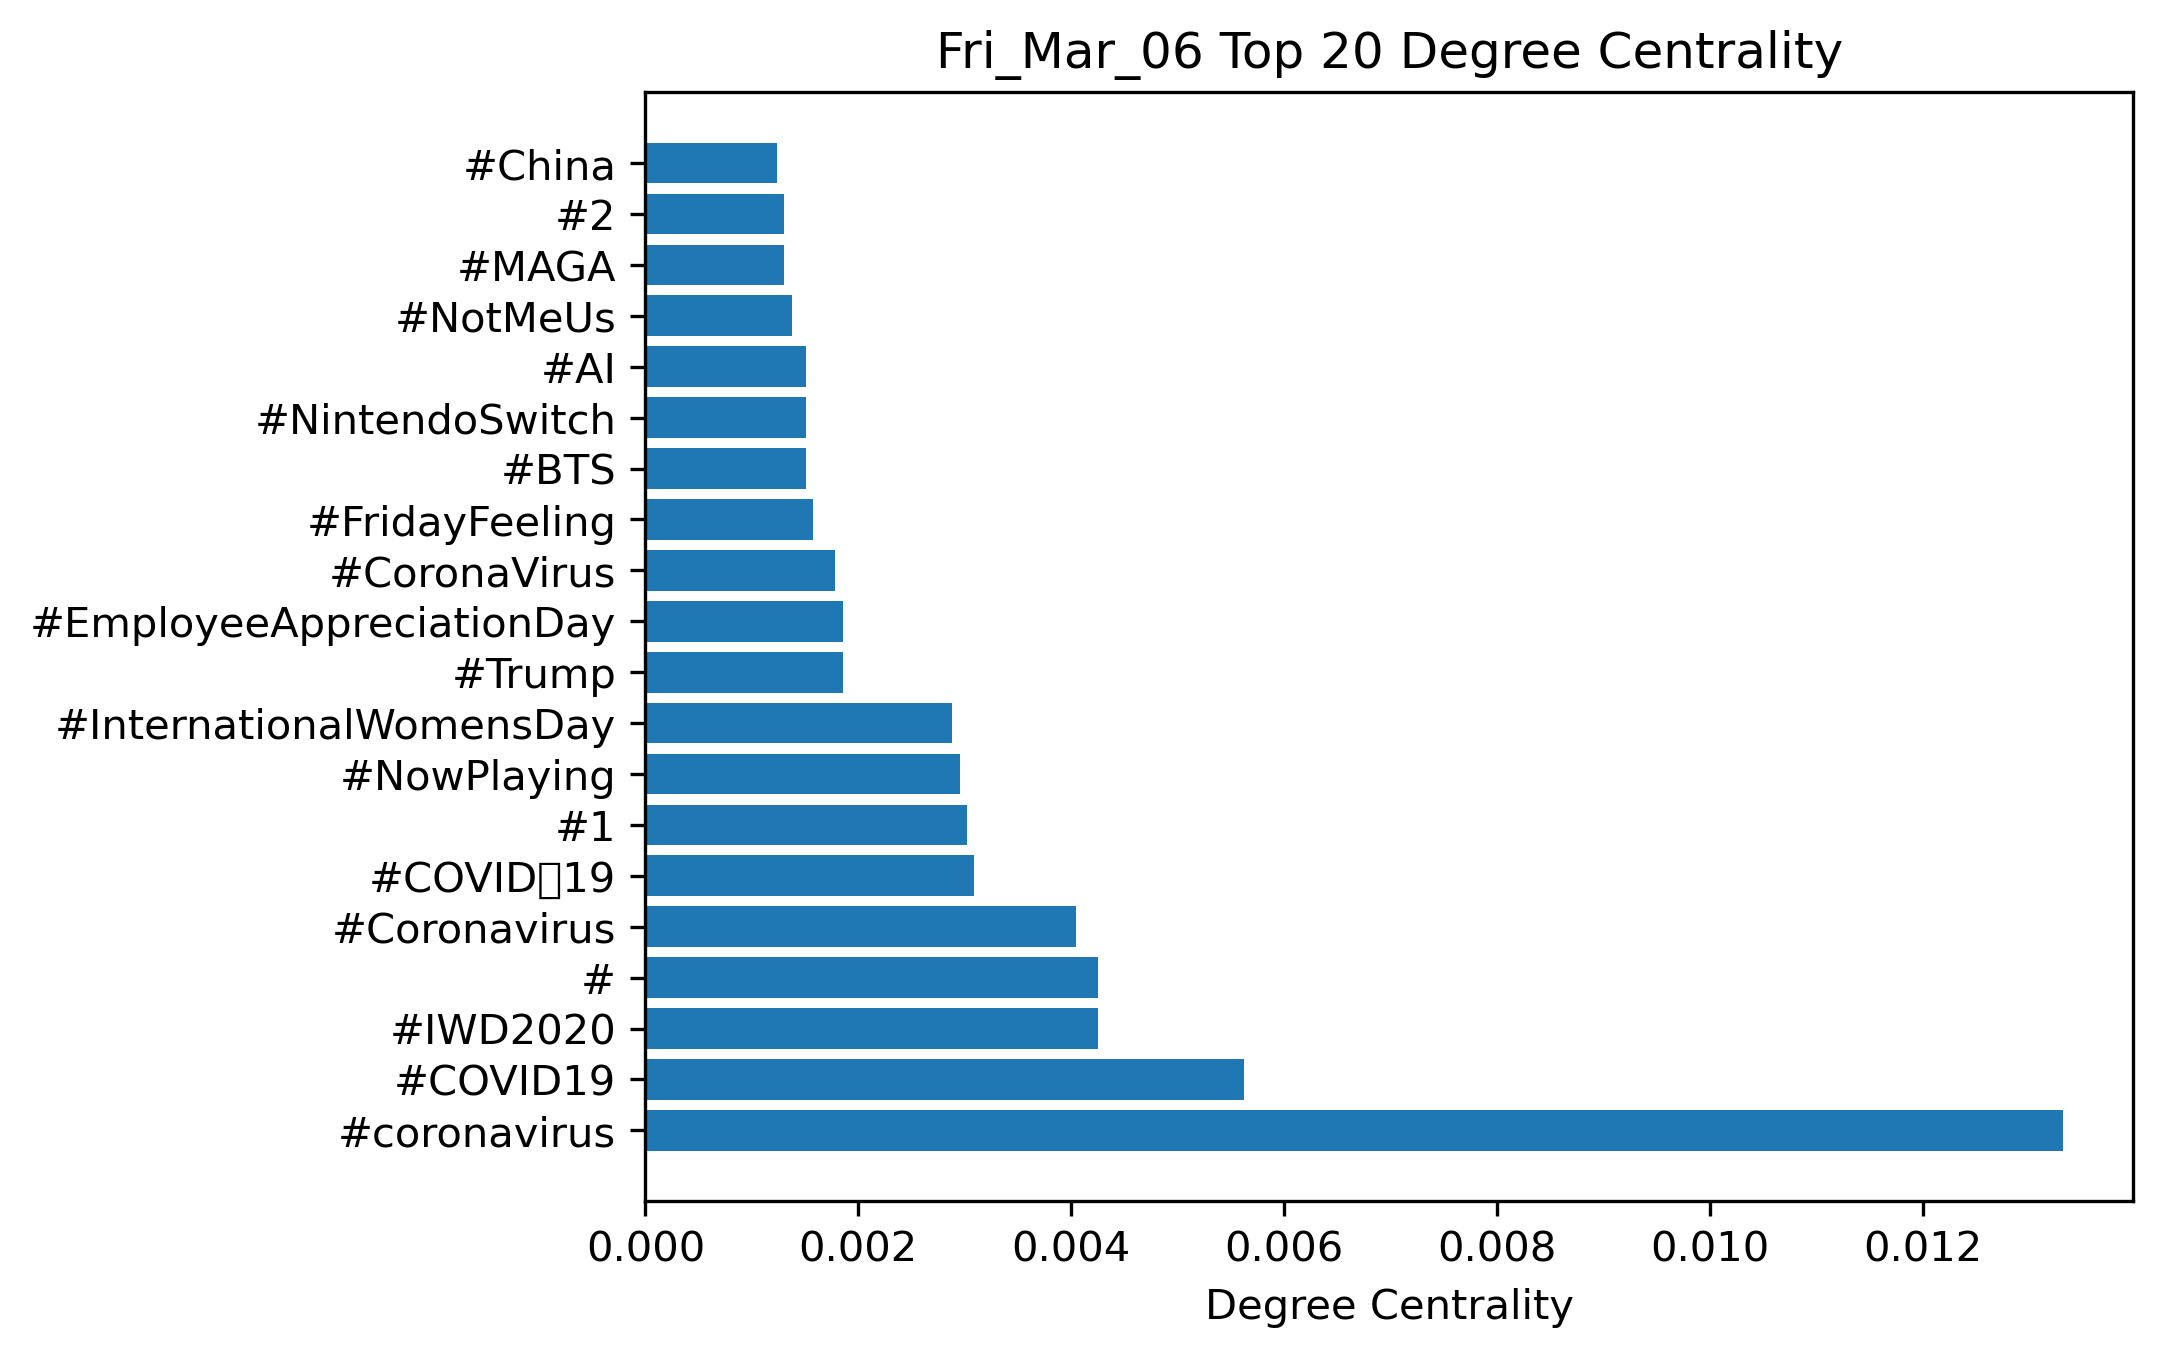 Fri_Mar_06 Top 20 Degree Centrality
#China
#2
#MAGA
#NotMeUs
#AI
#NintendoSwitch
#BTS
#FridayFeeling
#CoronaVirus
#EmployeeAppreciationDay
#Trump
#InternationalWomensDay
#NowPlaying
#1
#COVID▯19
#Coronavirus
#
#IWD2020
#COVID19
#coronavirus
0.000 0.002 0.004 0.006 0.008 0.010 0.012
Degree Centrality